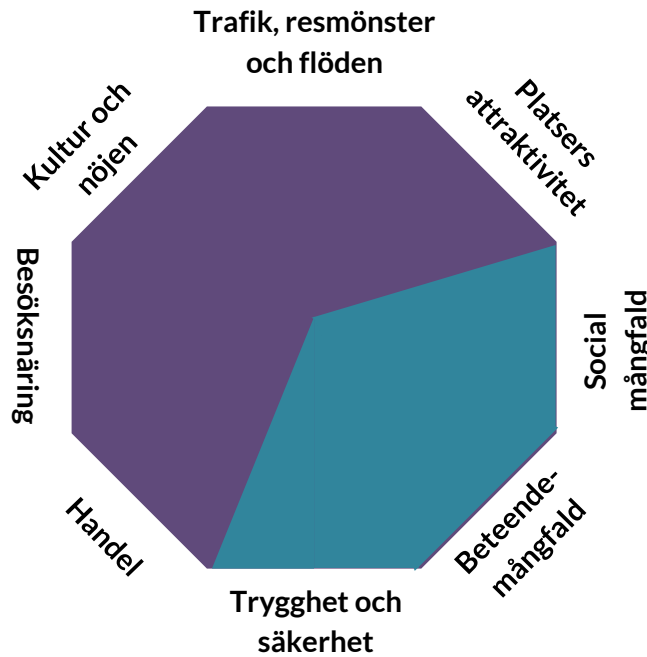 Trafik, resmönster
och flöden
Platsers
attraktivitet
Social
mångfald
Beteende-
mångfald
Trygghet och
säkerhet
Handel
Besöksnäring
Kultur och
nöjen